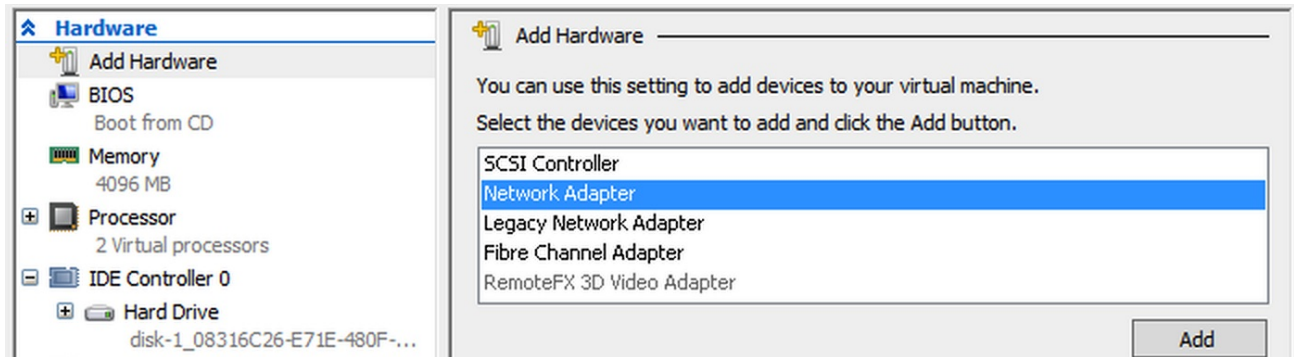 Hardware
Add Hardware
BIOS
Boot from CD
Memory
4096 MB
Processor
2 Virtual processors
IDE Controller 0
Hard Drive
disk-1_08316C26-E71E-480F-...
Add Hardware
You can use this setting to add devices to your virtual machine.
Select the devices you want to add and click the Add button.
SCSI Controller
Network Adapter
Legacy Network Adapter
Fibre Channel Adapter
RemoteFX 3D Video Adapter
Add